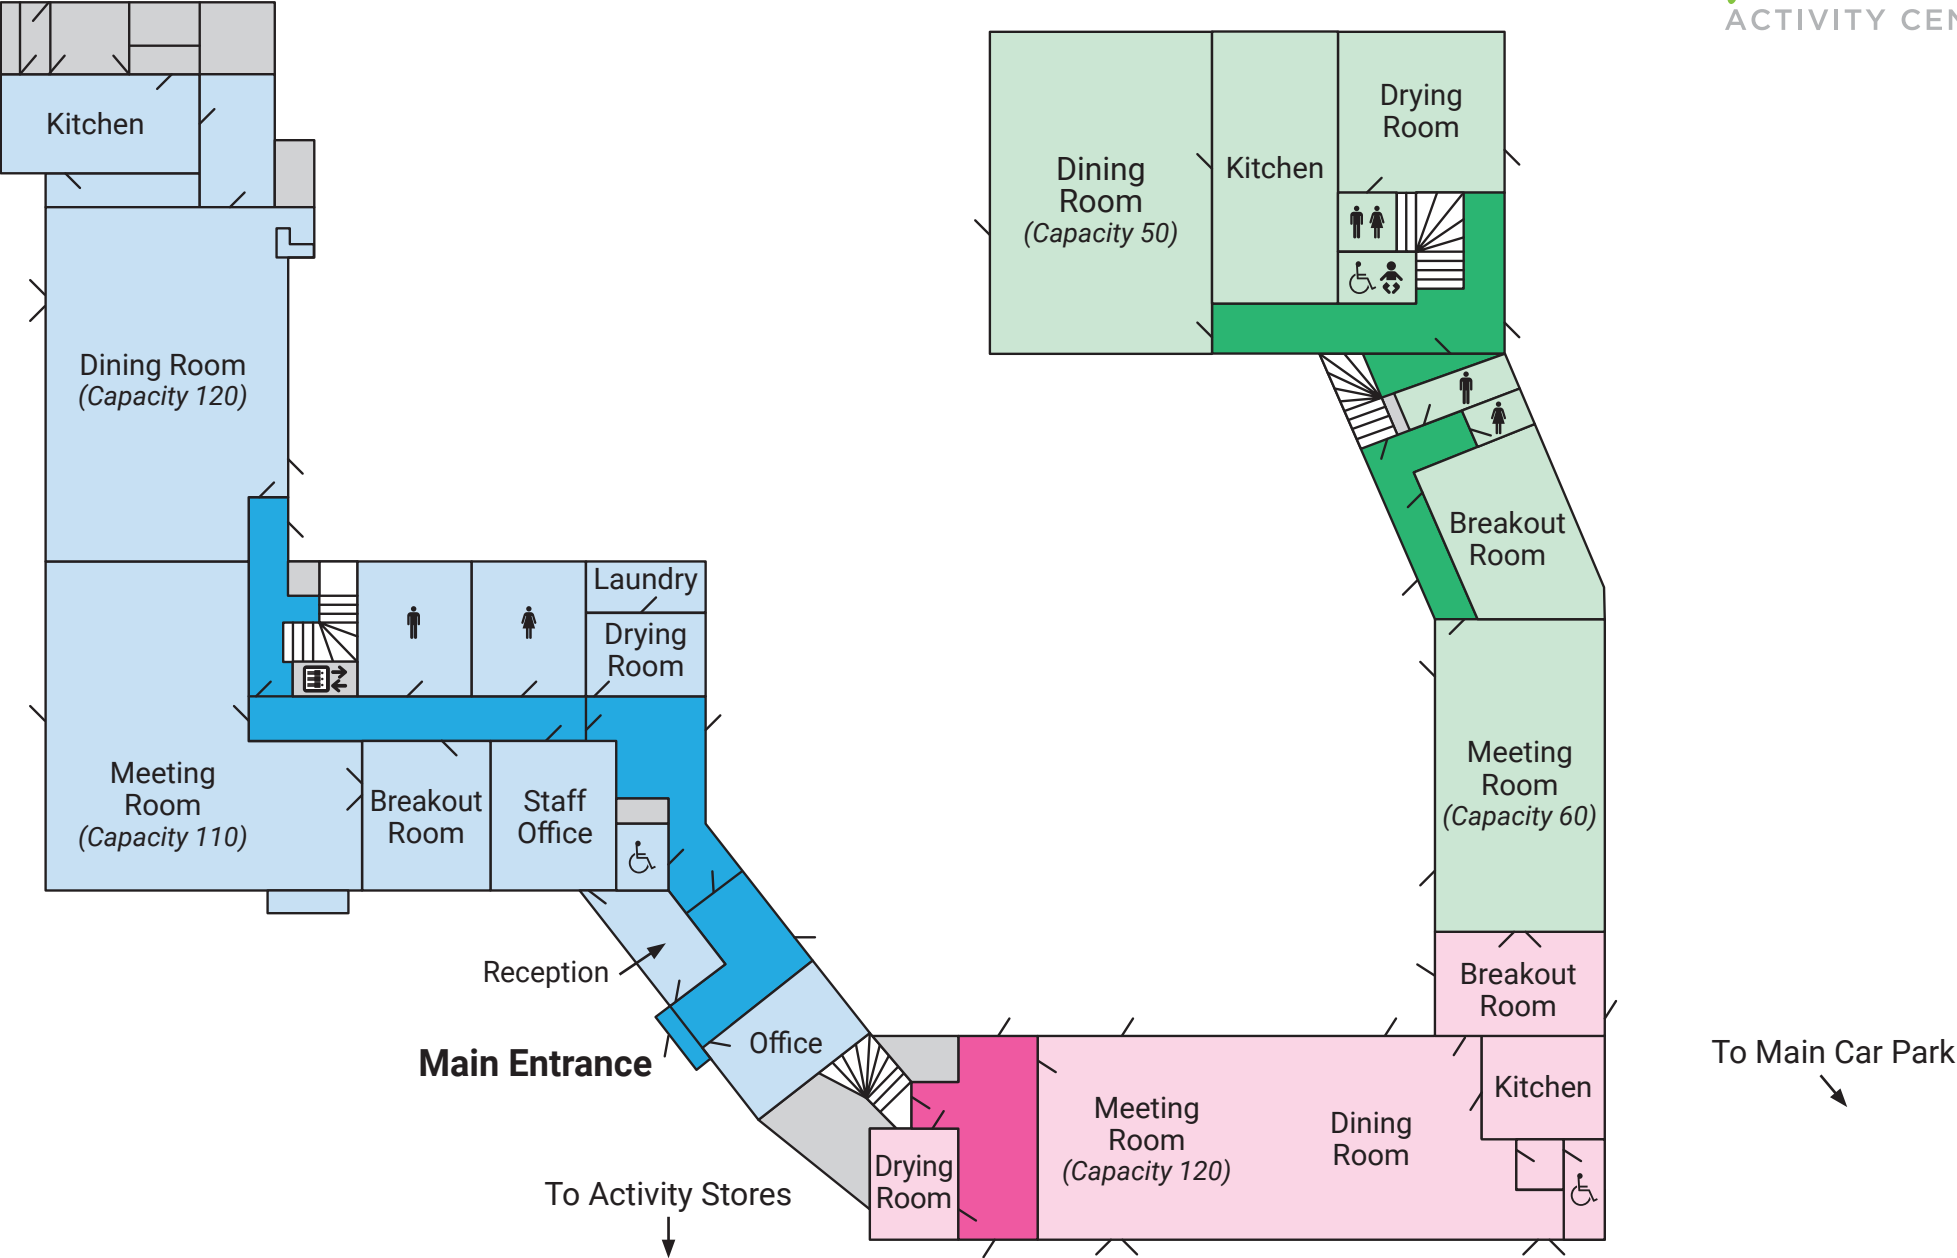 ACTIVITY CEN
Kitchen
Dining Room
(Capacity 120)
Meeting
Room
(Capacity 110)
Breakout
Room
Staff
Office
Laundry
Drying
Room
Reception
Main Entrance
Office
To Activity Stores
Drying
Room
Meeting
Room
(Capacity 120)
Dining
Room
Kitchen
Breakout
Room
To Main Car Park
Meeting
Room
(Capacity 60)
Breakout
Room
Dining
Room
(Capacity 50)
Kitchen
Drying
Room